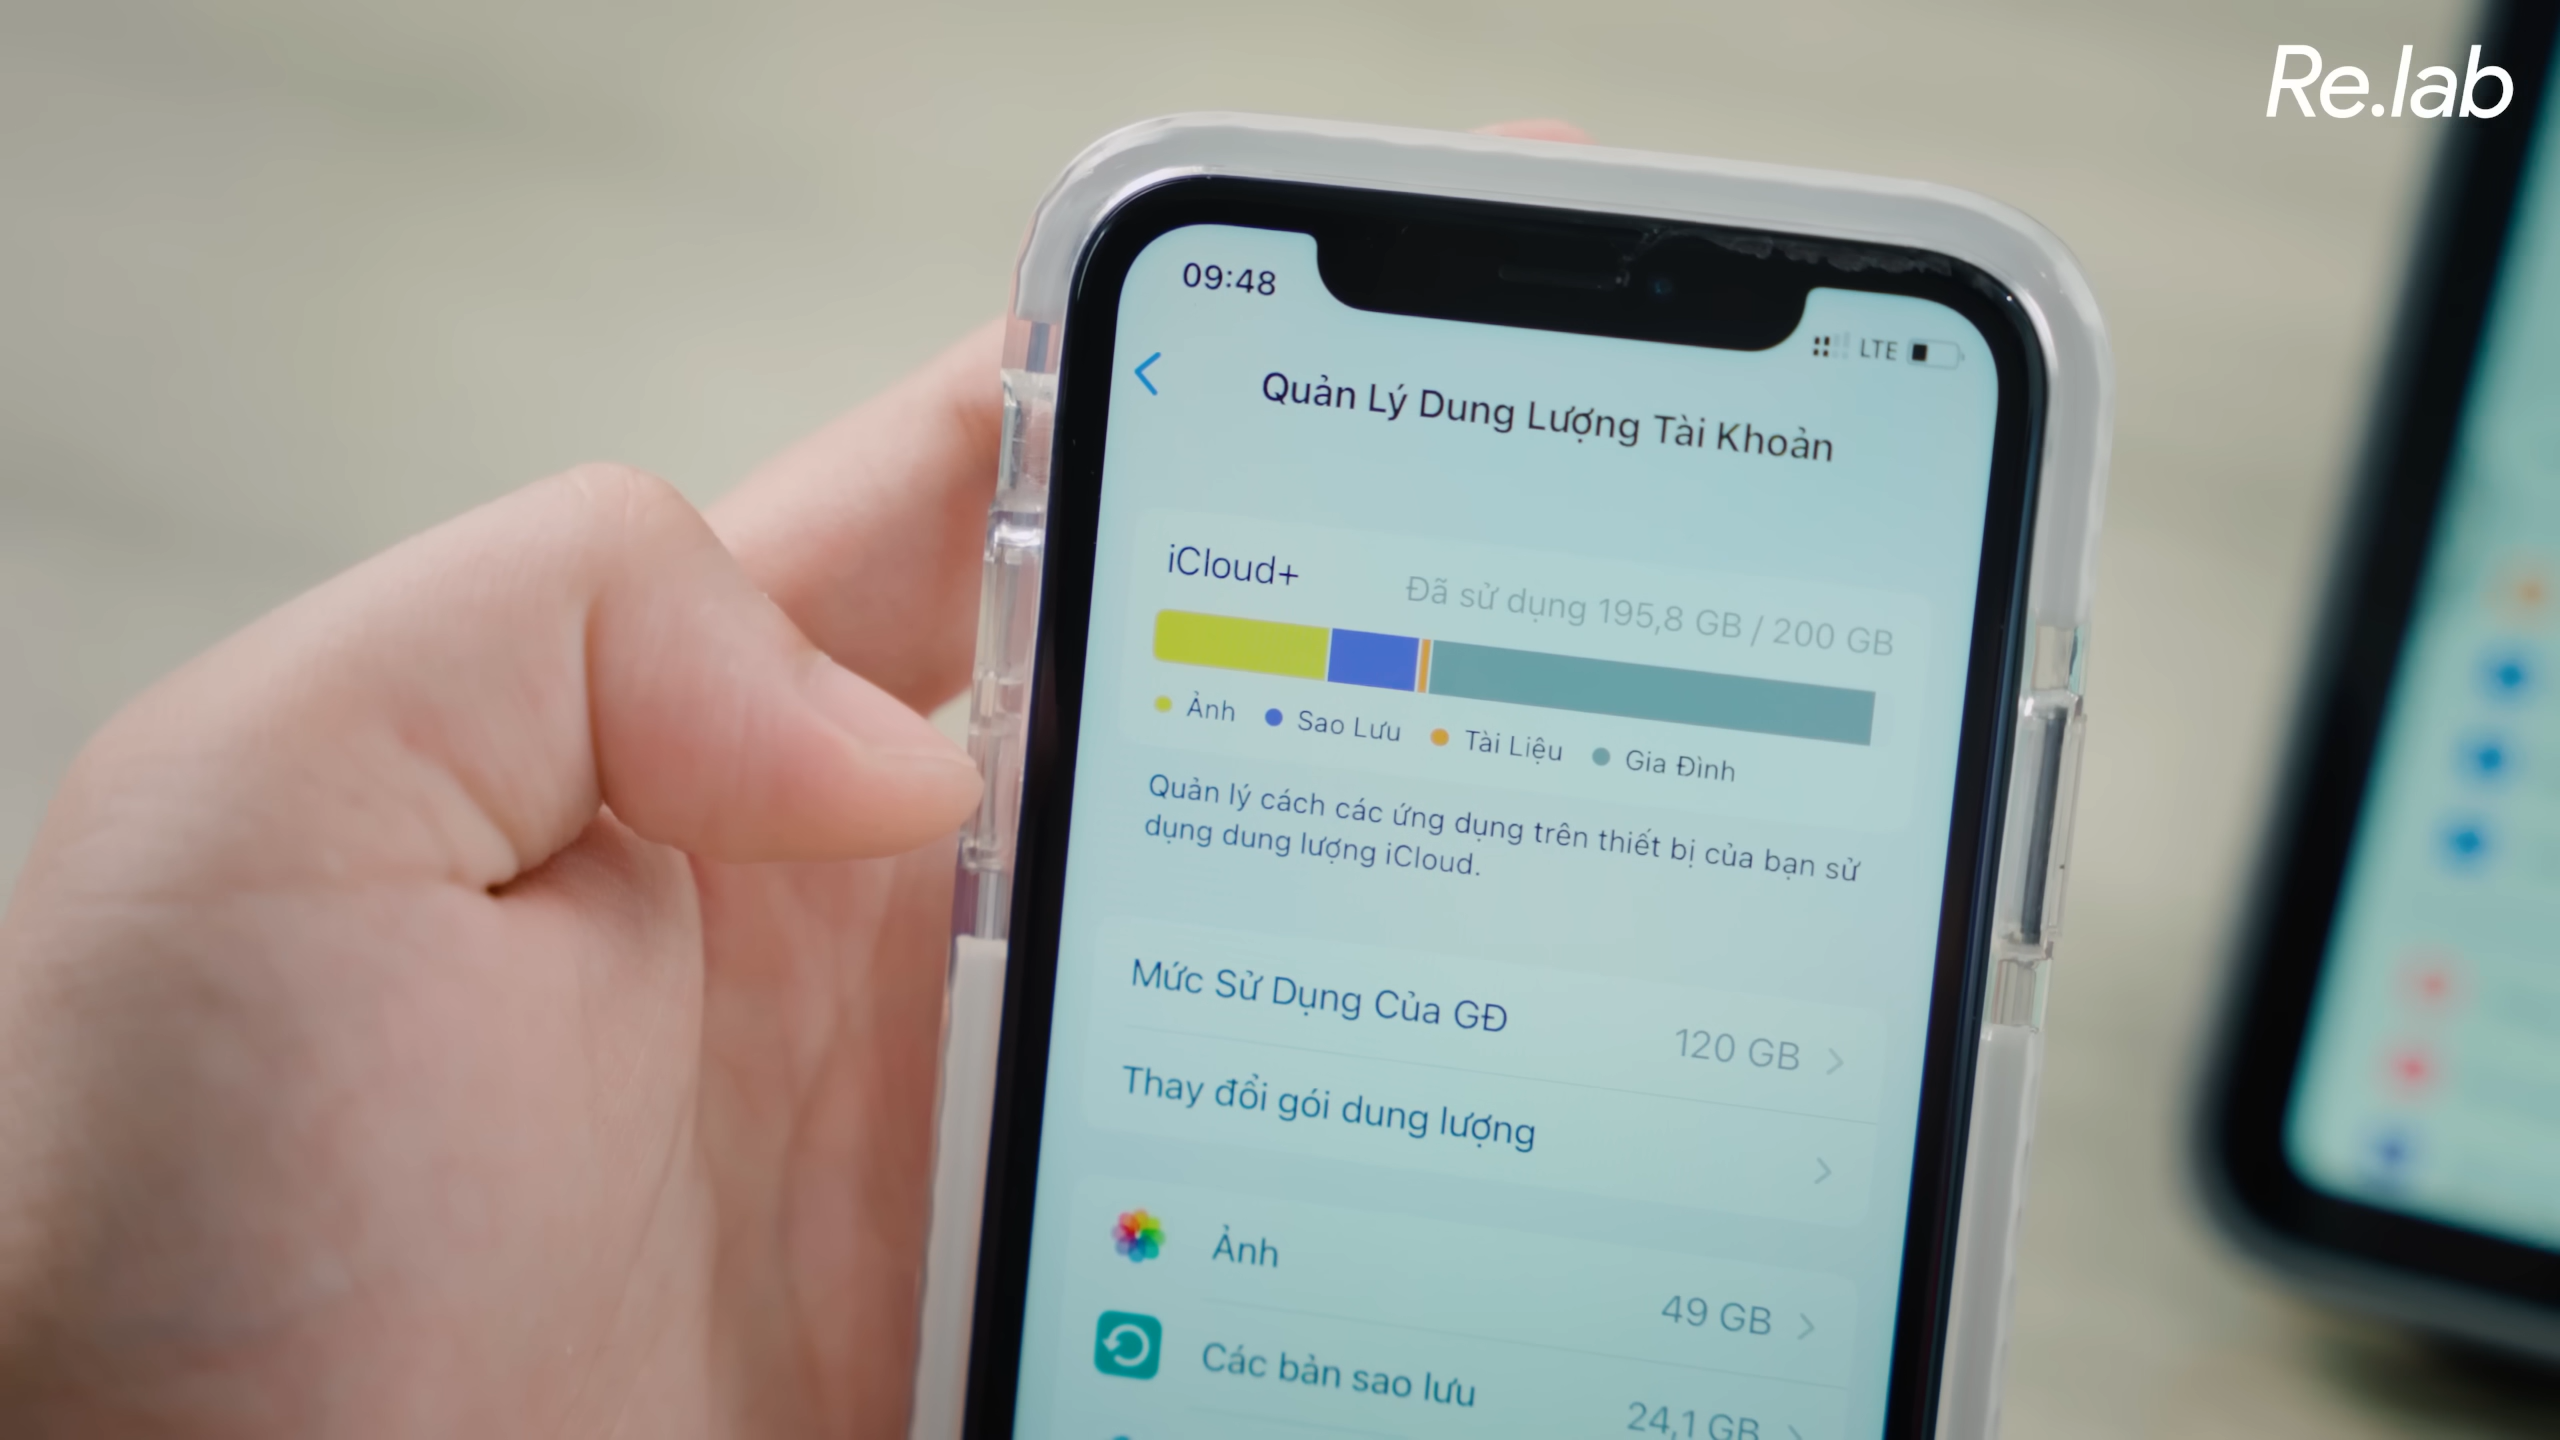 Re.lab
09:48
LTE
Quản Lý Dung Lượng Tài Khoản
iCloud+
Đã sử dụng 195,8 GB / 200 GB
Ảnh Sao Lưu Tài Liệu Gia Đình
Quản lý cách các ứng dụng trên thiết bị của bạn sử
dụng dung lượng iCloud.
Mức Sử Dụng Của GĐ 120 GB
Thay đổi gói dung lượng
Ảnh 49 GB
Các bản sao lưu 24,1 GB